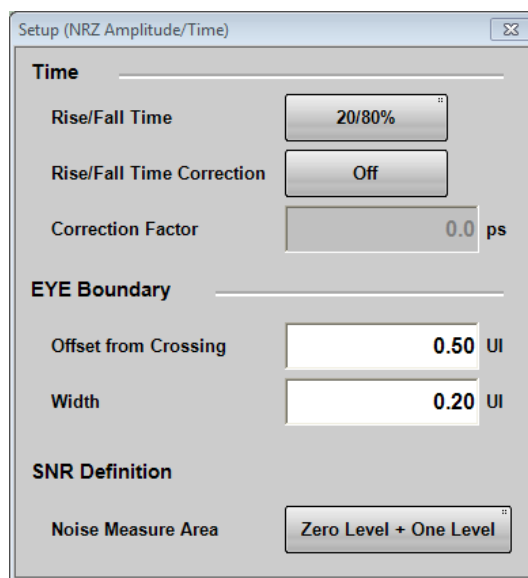 Setup (NRZ Amplitude/Time)
Time
Rise/Fall Time 20/80%
Rise/Fall Time Correction Off
Correction Factor 0.0 ps
EYE Boundary
Offset from Crossing 0.50 UI
Width 0.20 UI
SNR Definition
Noise Measure Area Zero Level + One Level